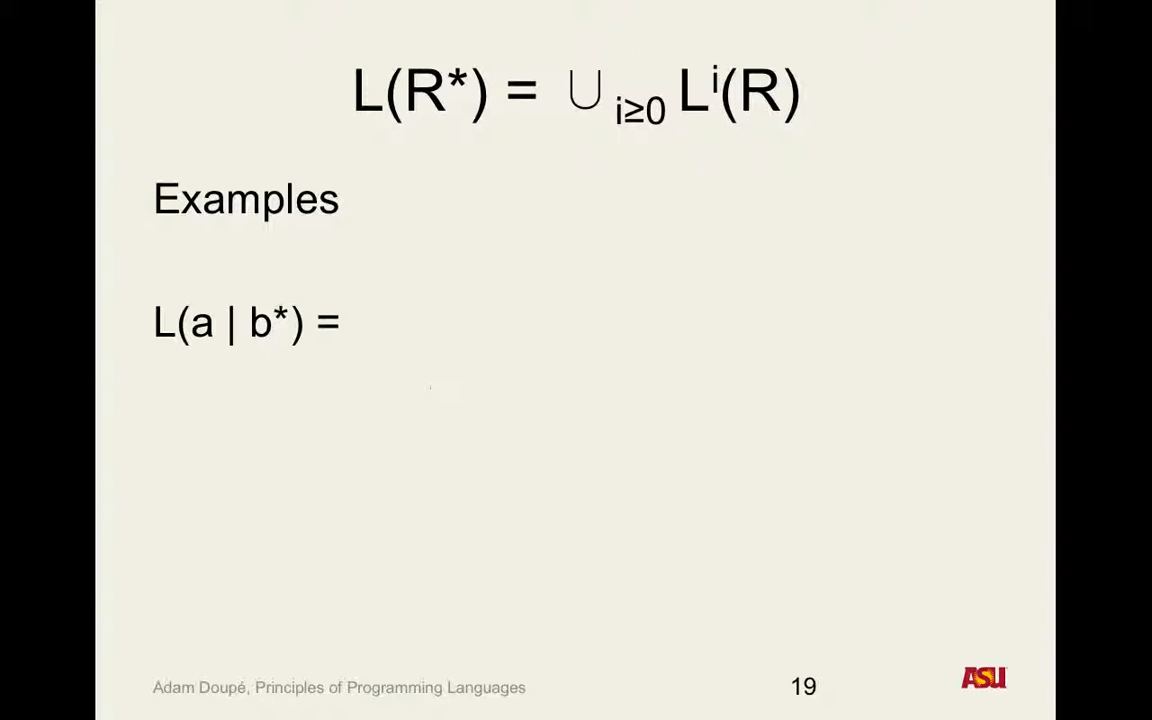 L(R*) = ∪ i≥0 Lⁱ(R)
Examples
L(a | b*) =
Adam Doupé, Principles of Programming Languages
19
ASU